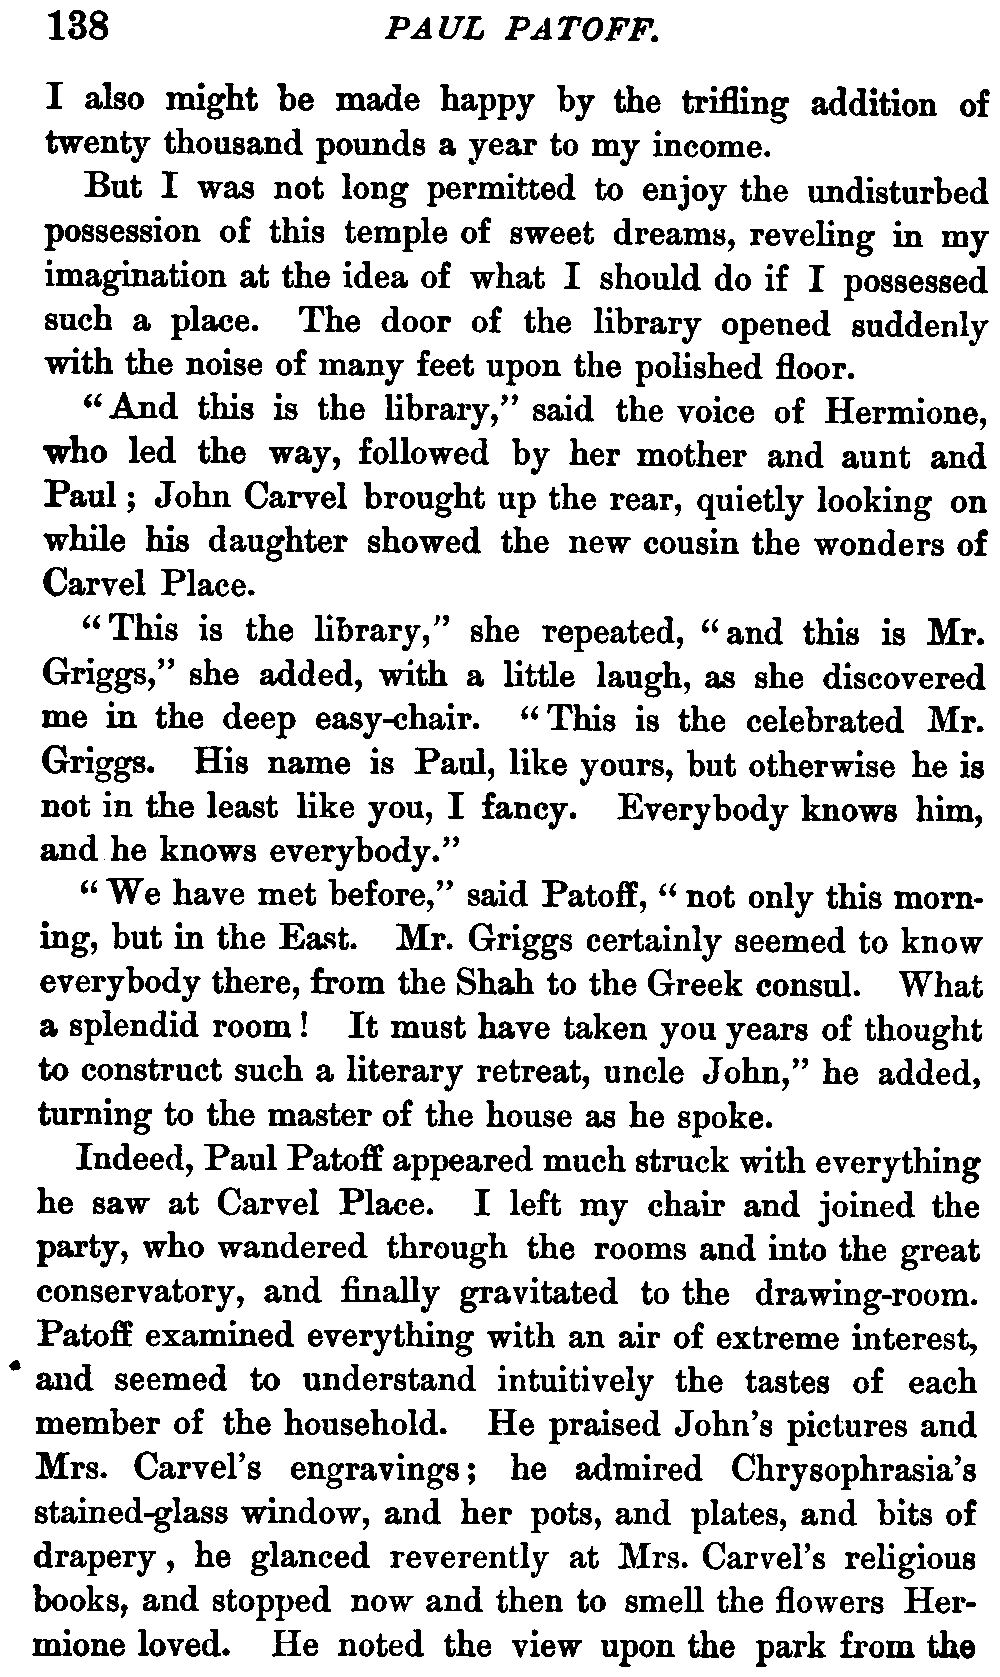 138 PAUL PATOFF.
I also might be made happy by the trifling addition of
twenty thousand pounds a year to my income.
But I was not long permitted to enjoy the undisturbed
possession of this temple of sweet dreams, reveling in my
imagination at the idea of what I should do if I possessed
such a place. The door of the library opened suddenly
with the noise of many feet upon the polished floor.
"And this is the library," said the voice of Hermione,
who led the way, followed by her mother and aunt and
Paul; John Carvel brought up the rear, quietly looking on
while his daughter showed the new cousin the wonders of
Carvel Place.
"This is the library," she repeated, "and this is Mr.
Griggs," she added, with a little laugh, as she discovered
me in the deep easy-chair. "This is the celebrated Mr.
Griggs. His name is Paul, like yours, but otherwise he is
not in the least like you, I fancy. Everybody knows him,
and he knows everybody."
"We have met before," said Patoff, "not only this morn-
ing, but in the East. Mr. Griggs certainly seemed to know
everybody there, from the Shah to the Greek consul. What
a splendid room! It must have taken you years of thought
to construct such a literary retreat, uncle John," he added,
turning to the master of the house as he spoke.
Indeed, Paul Patoff appeared much struck with everything
he saw at Carvel Place. I left my chair and joined the
party, who wandered through the rooms and into the great
conservatory, and finally gravitated to the drawing-room.
Patoff examined everything with an air of extreme interest,
and seemed to understand intuitively the tastes of each
member of the household. He praised John's pictures and
Mrs. Carvel's engravings; he admired Chrysophrasia's
stained-glass window, and her pots, and plates, and bits of
drapery, he glanced reverently at Mrs. Carvel's religious
books, and stopped now and then to smell the flowers Her-
mione loved. He noted the view upon the park from the